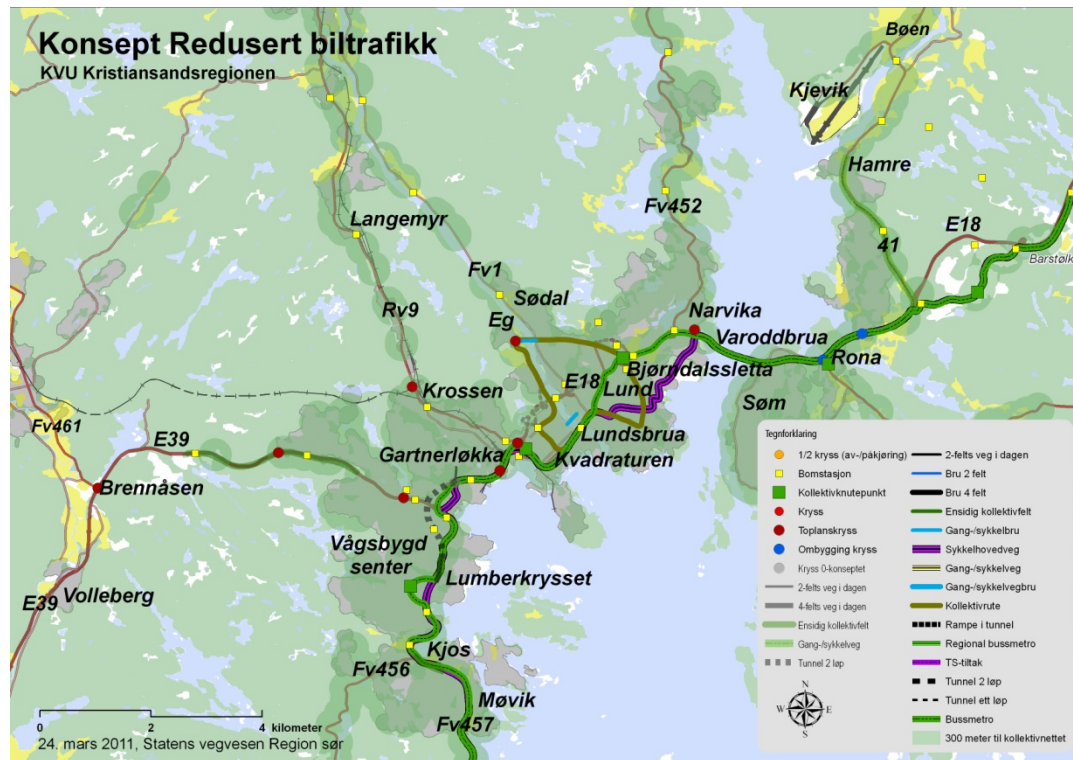 Konsept Redusert biltrafikk
KVU Kristiansandsregionen
Bøen
Kjevik
Hamre
Langemyr
Fv452
E18
41
Barstølk
Fv1
Sødal
Rv9
Eg
Narvika
Varoddbrua
Rona
Bjørndalssletta
E18
Lund
Krossen
Søm
Fv461
Lundsbrua
E39
Gartnerløkka
Kvadraturen
Brennåsen
Vågsbygd
senter
Lumberkrysset
E39
Volleberg
Kjos
Fv456
Møvik
Fv457
0 2 4
kilometer
24. mars 2011, Statens vegvesen Region sør
Tegnforklaring
1/2 kryss (av-/påkjøring)
Bomstasjon
Kollektivknutepunkt
Kryss
Toplanskryss
Ombygging kryss
Kryss 0-konseptet
2-felts veg i dagen
4-felts veg i dagen
Ensidig kollektivfelt
Gang-/sykkelveg
Tunnel 2 løp
2-felts veg i dagen
Bru 2 felt
Bru 4 felt
Ensidig kollektivfelt
Gang-/sykkelbru
Sykkelhovedveg
Gang-/sykkelveg
Gang-/sykkelvegbru
Kollektivrute
Rampe i tunnel
Regional bussmetro
TS-tiltak
Tunnel 2 løp
Tunnel ett løp
Bussmetro
300 meter til kollektivnettet
N
W E
S